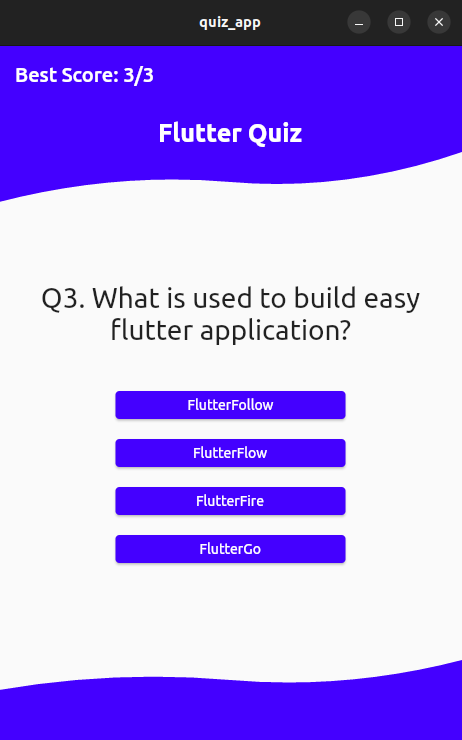 quiz_app
Best Score: 3/3
Flutter Quiz
Q3. What is used to build easy
flutter application?
FlutterFollow
FlutterFlow
FlutterFire
FlutterGo